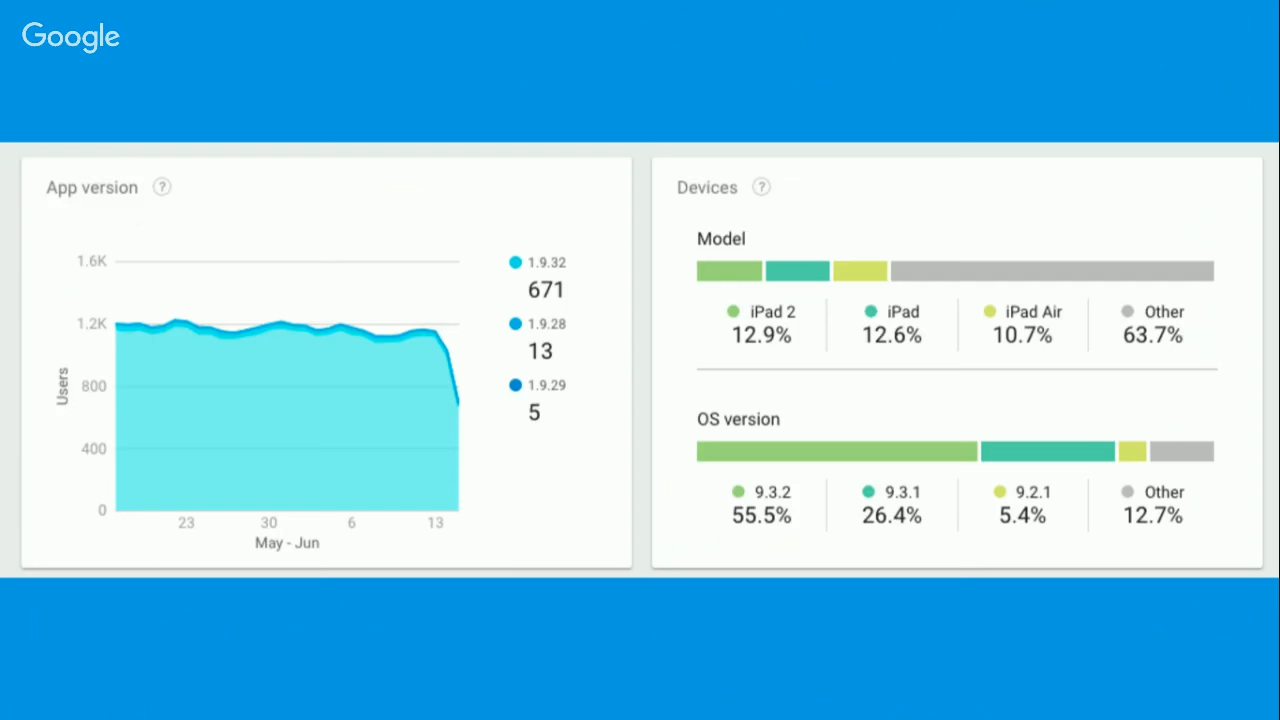 Google
App version ?
1.6K
1.2K
800
400
0
Users
23 30 6 13
May - Jun
1.9.32
671
1.9.28
13
1.9.29
5
Devices ?
Model
iPad 2 iPad iPad Air Other
12.9% 12.6% 10.7% 63.7%
OS version
9.3.2 9.3.1 9.2.1 Other
55.5% 26.4% 5.4% 12.7%